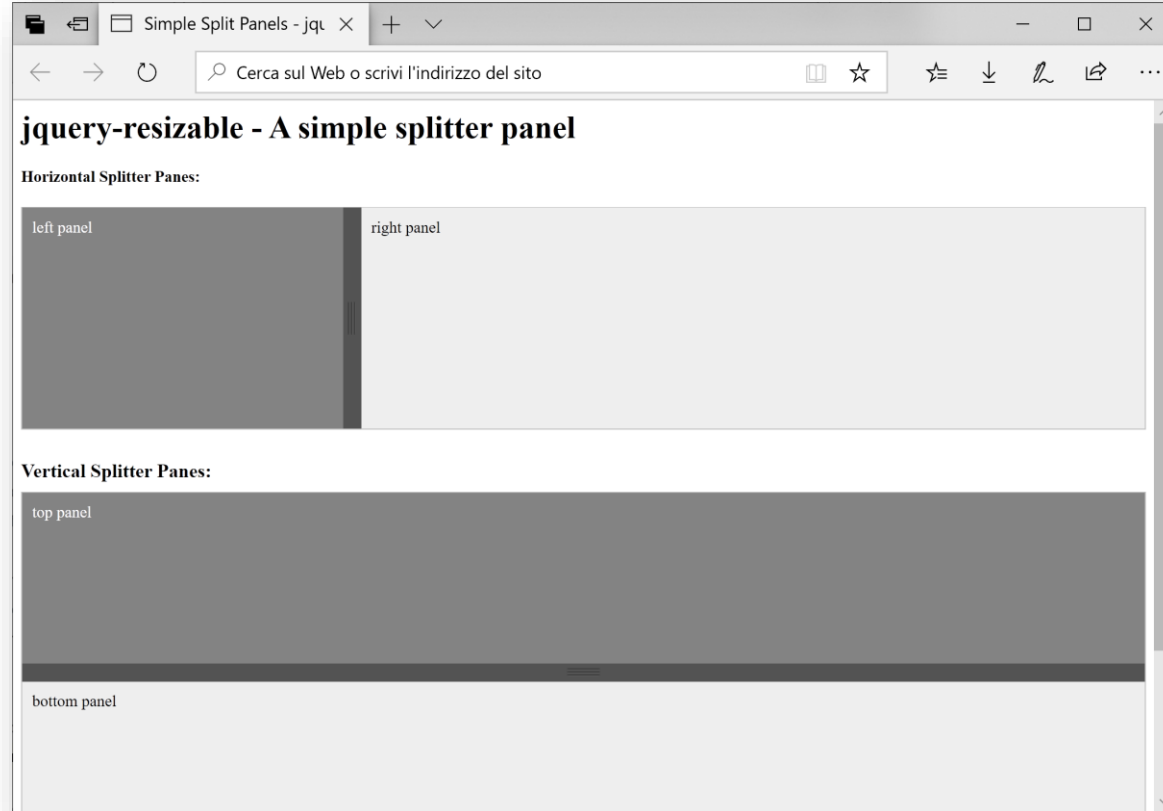 Simple Split Panels - jqu
Cerca sul Web o scrivi l'indirizzo del sito
jquery-resizable - A simple splitter panel
Horizontal Splitter Panes:
left panel
right panel
Vertical Splitter Panes:
top panel
bottom panel